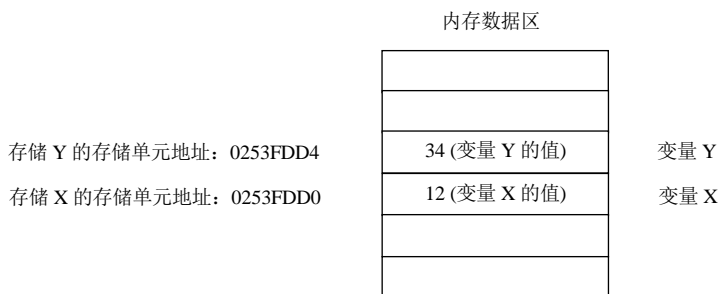 内存数据区
存储 Y 的存储单元地址：0253FDD4 34 (变量 Y 的值) 变量 Y
存储 X 的存储单元地址：0253FDD0 12 (变量 X 的值) 变量 X